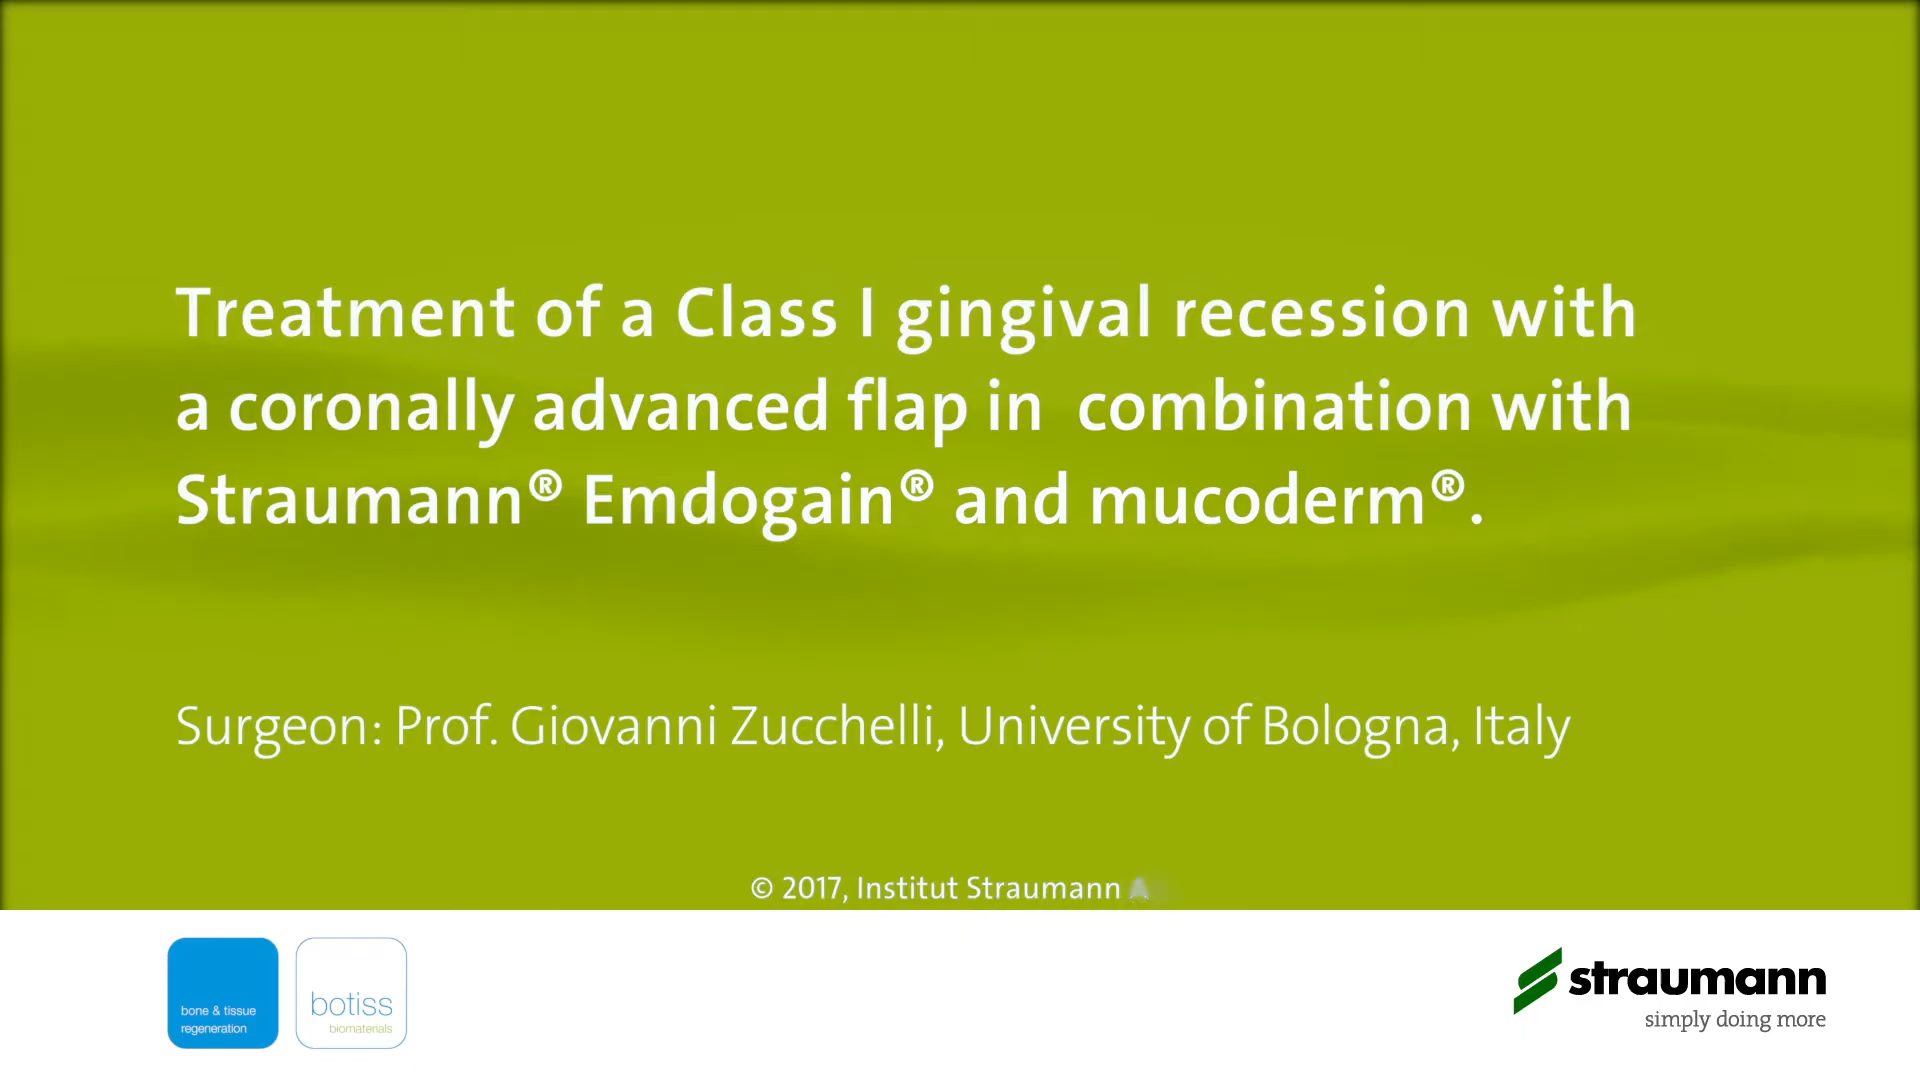 Treatment of a Class I gingival recession with
a coronally advanced flap in combination with
Straumann® Emdogain® and mucoderm®.
Surgeon: Prof. Giovanni Zucchelli, University of Bologna, Italy
© 2017, Institut Straumann A
bone & tissue
regeneration
botiss
biomaterials
straumann
simply doing more